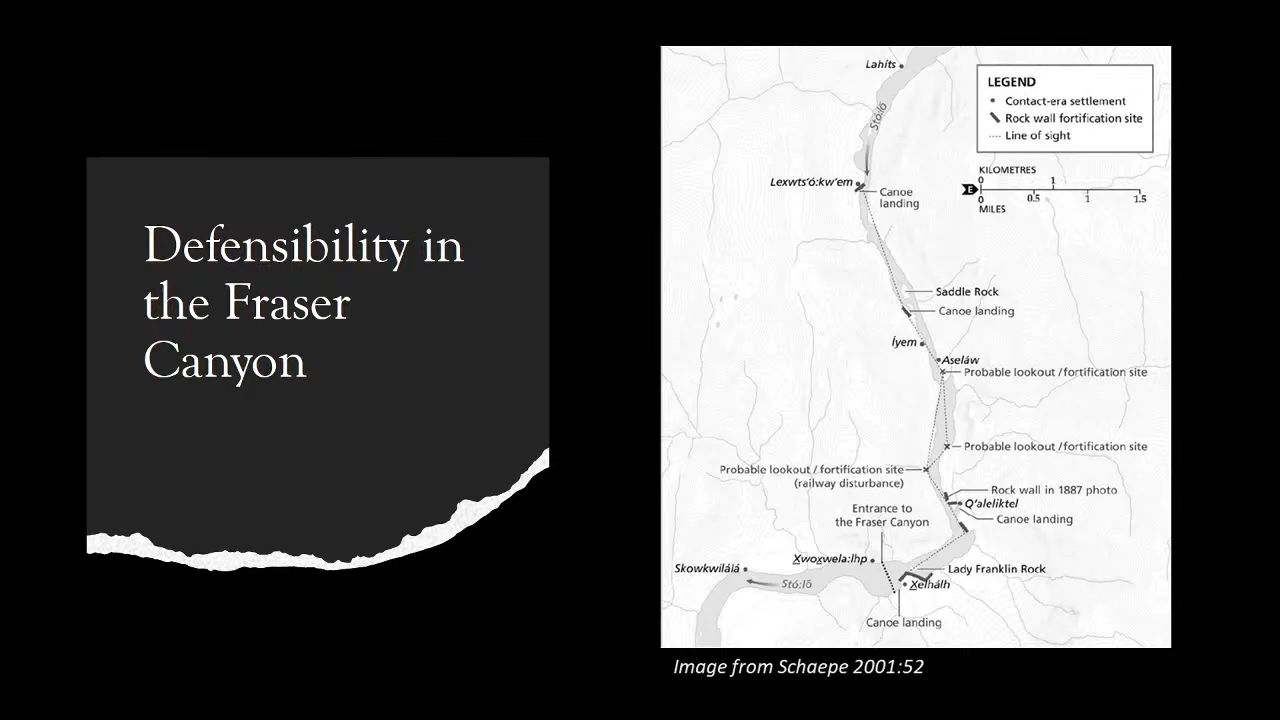 Defensibility in
the Fraser
Canyon
Lahíts
Stó:lō
LEGEND
Contact-era settlement
Rock wall fortification site
Line of sight
KILOMETRES
0 1
0 0.5 1 1.5
MILES
E
Lexwts'ó:kw'em
Canoe
landing
Saddle Rock
Canoe landing
Íyem
Aseláw
Probable lookout / fortification site
Probable lookout / fortification site
Probable lookout / fortification site
(railway disturbance)
Rock wall in 1887 photo
Q'aleliktel
Canoe landing
Entrance to
the Fraser Canyon
X̱wox̱wela:lhp
Skowkwiláiá
Stó:lō
Lady Franklin Rock
X̱elhálh
Canoe landing
Image from Schaepe 2001:52